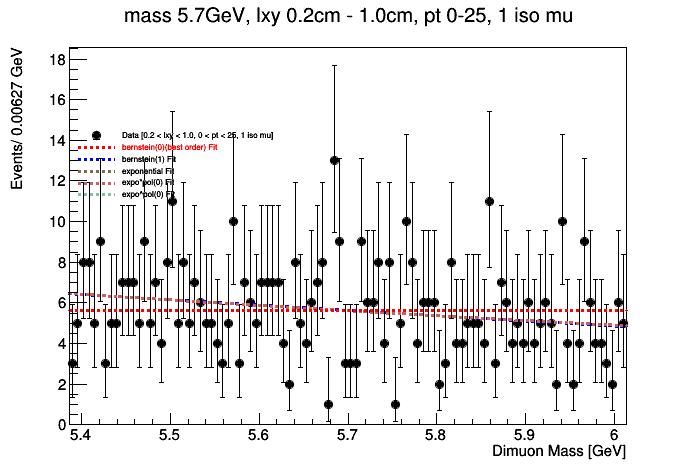 mass 5.7GeV, lxy 0.2cm - 1.0cm, pt 0-25, 1 iso mu
Events/ 0.00627 GeV
18
16
14
12
10
8
6
4
2
0
Data [0.2 < lxy < 1.0, 0 < pt < 25, 1 iso mu]
bernstein(0)(best order) Fit
bernstein(1) Fit
exponential Fit
expo*pol(0) Fit
expo*pol(0) Fit
5.4 5.5 5.6 5.7 5.8 5.9 6
Dimuon Mass [GeV]